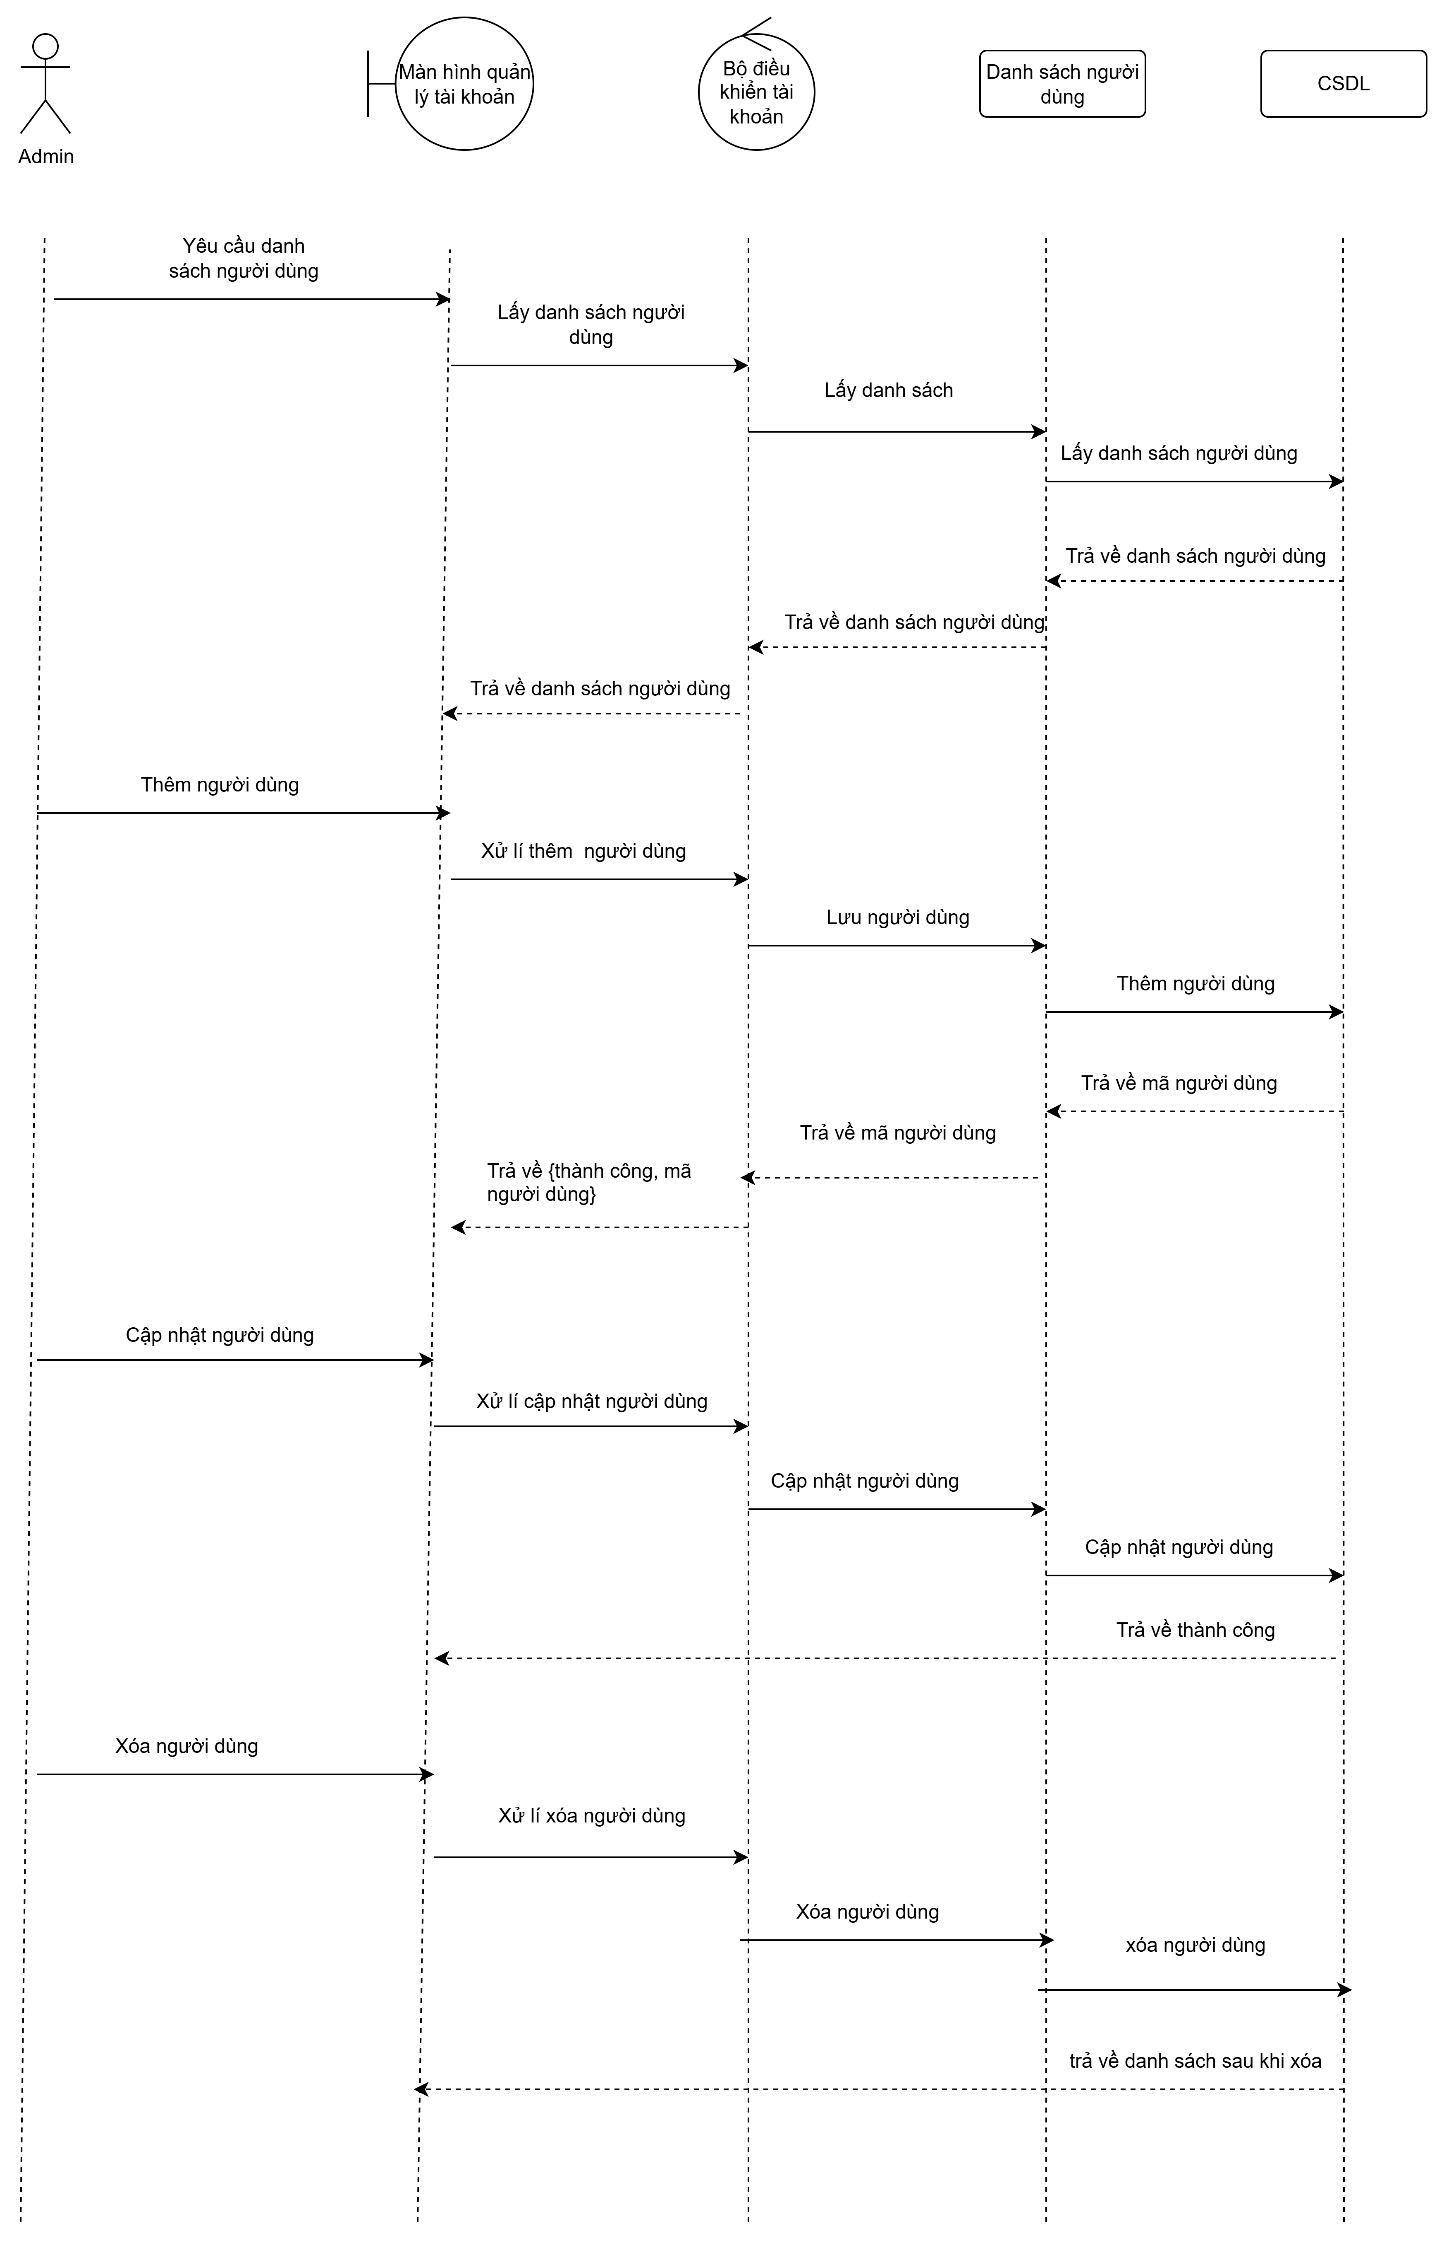 Admin
Màn hình quản
lý tài khoản
Bộ điều
khiển tài
khoản
Danh sách người
dùng
CSDL
Yêu cầu danh
sách người dùng
Lấy danh sách người
dùng
Lấy danh sách
Lấy danh sách người dùng
Trả về danh sách người dùng
Trả về danh sách người dùng
Trả về danh sách người dùng
Thêm người dùng
Xử lí thêm  người dùng
Lưu người dùng
Thêm người dùng
Trả về mã người dùng
Trả về mã người dùng
Trả về {thành công, mã
người dùng}
Cập nhật người dùng
Xử lí cập nhật người dùng
Cập nhật người dùng
Cập nhật người dùng
Trả về thành công
Xóa người dùng
Xử lí xóa người dùng
Xóa người dùng
xóa người dùng
trả về danh sách sau khi xóa